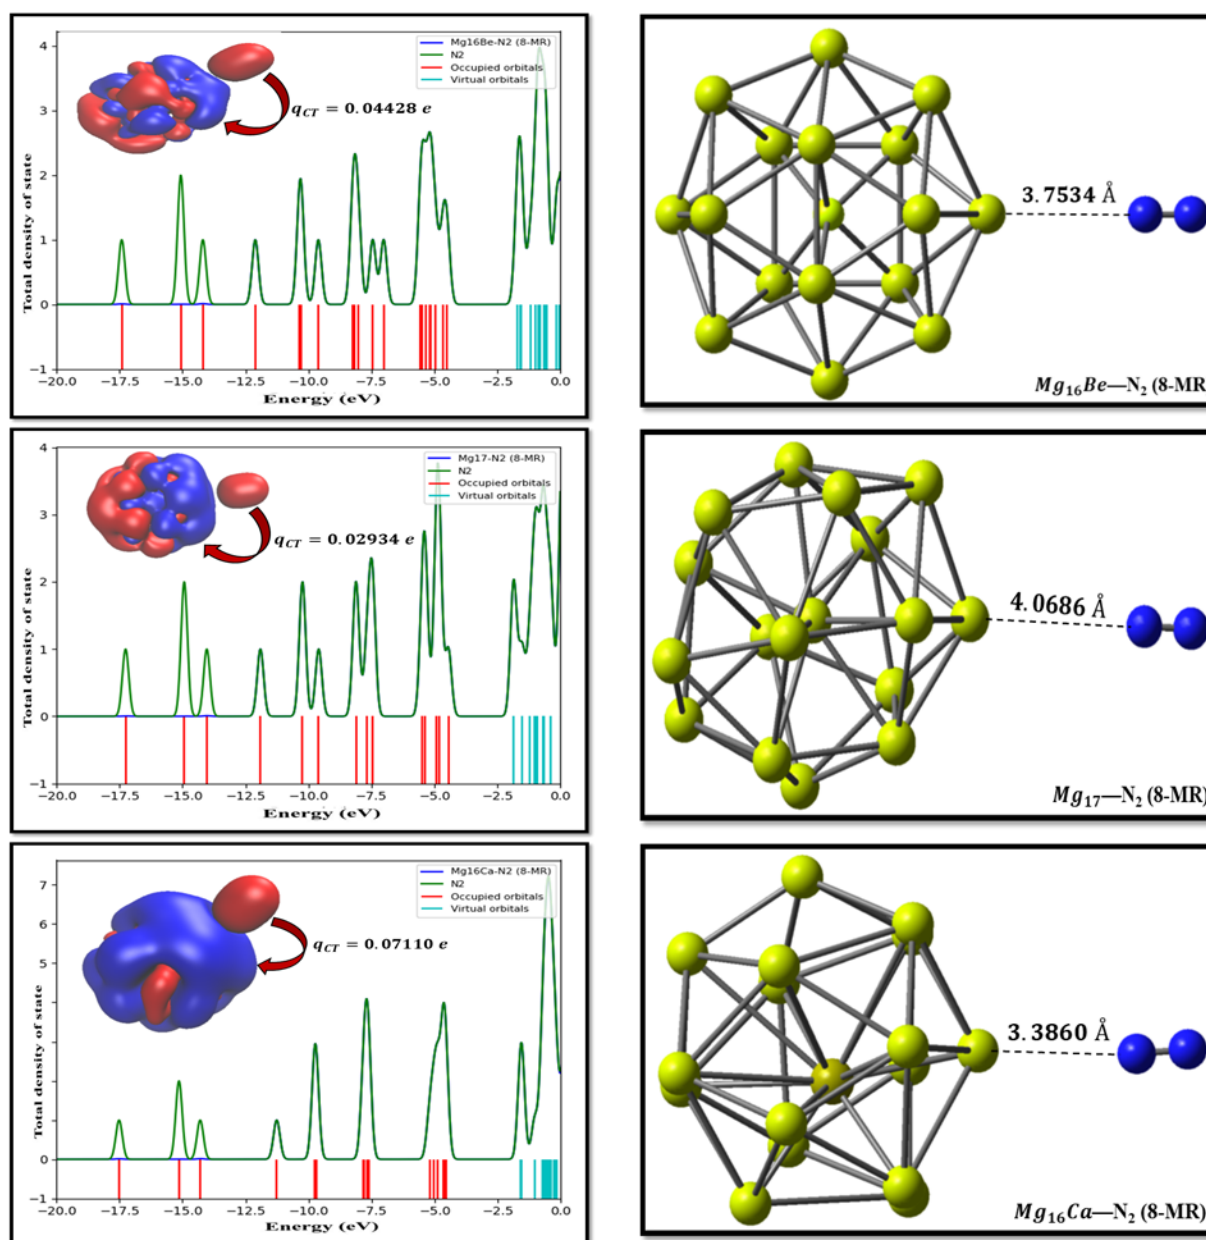 Mg16Be-N2 (8-MR)
N2
Occupied orbitals
Virtual orbitals
q_CT = 0.04428 e
Total density of state
4
3
2
1
0
−1
−20.0 −17.5 −15.0 −12.5 −10.0 −7.5 −5.0 −2.5 0.0
Energy (eV)
3.7534 Å
Mg₁₆Be—N₂ (8-MR
Mg17-N2 (8-MR)
N2
Occupied orbitals
Virtual orbitals
q_CT = 0.02934 e
Total density of state
4
3
2
1
0
−1
−20.0 −17.5 −15.0 −12.5 −10.0 −7.5 −5.0 −2.5 0.0
Energy (eV)
4.0686 Å
Mg₁₇—N₂ (8-MR)
Mg16Ca-N2 (8-MR)
N2
Occupied orbitals
Virtual orbitals
q_CT = 0.07110 e
Total density of state
7
5
2
0
−1
−20.0 −17.5 −15.0 −12.5 −10.0 −7.5 −5.0 −2.5 0.0
Energy (eV)
3.3860 Å
Mg₁₆Ca—N₂ (8-MR)